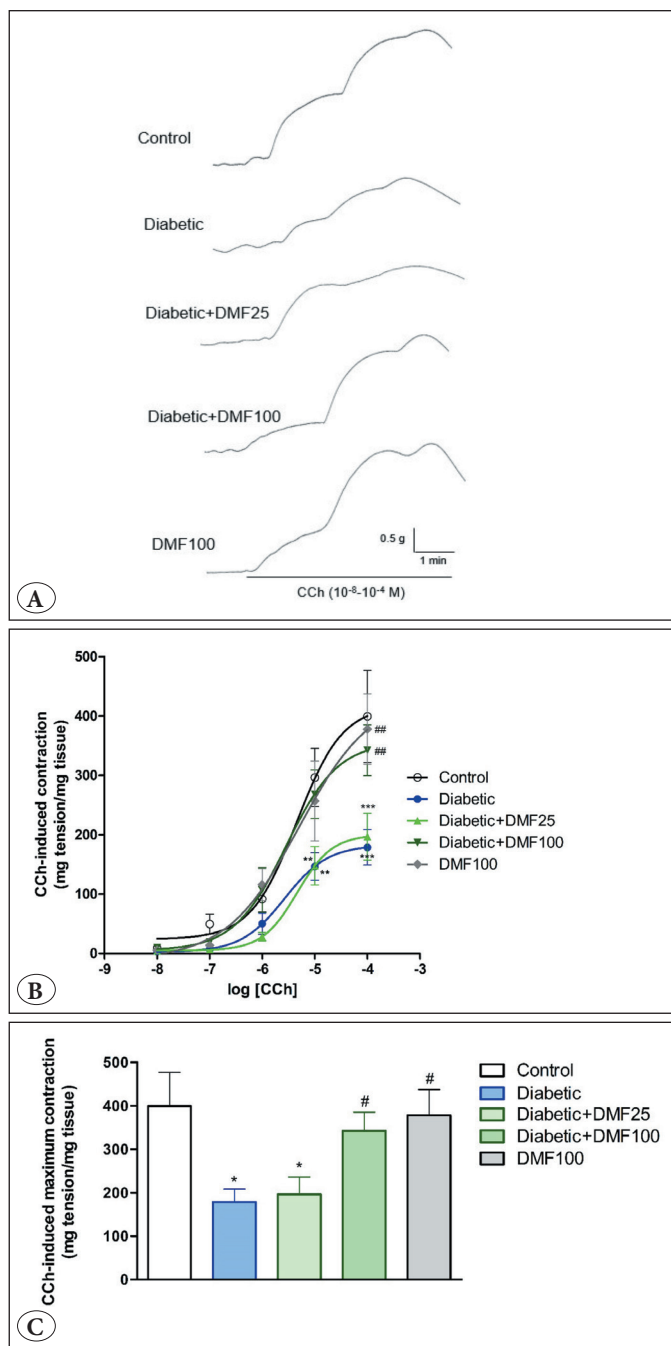 Control
Diabetic
Diabetic+DMF25
Diabetic+DMF100
DMF100
0.5 g
1 min
CCh (10⁻⁸-10⁻⁴ M)
A
CCh-induced contraction
(mg tension/mg tissue)
500
400
300
200
100
0
-9
-8
-7
-6
-5
-4
-3
log [CCh]
##
##
***
**
**
***
Control
Diabetic
Diabetic+DMF25
Diabetic+DMF100
DMF100
B
CCh-induced maximum contraction
(mg tension/mg tissue)
500
400
300
200
100
0
*
*
#
#
Control
Diabetic
Diabetic+DMF25
Diabetic+DMF100
DMF100
C